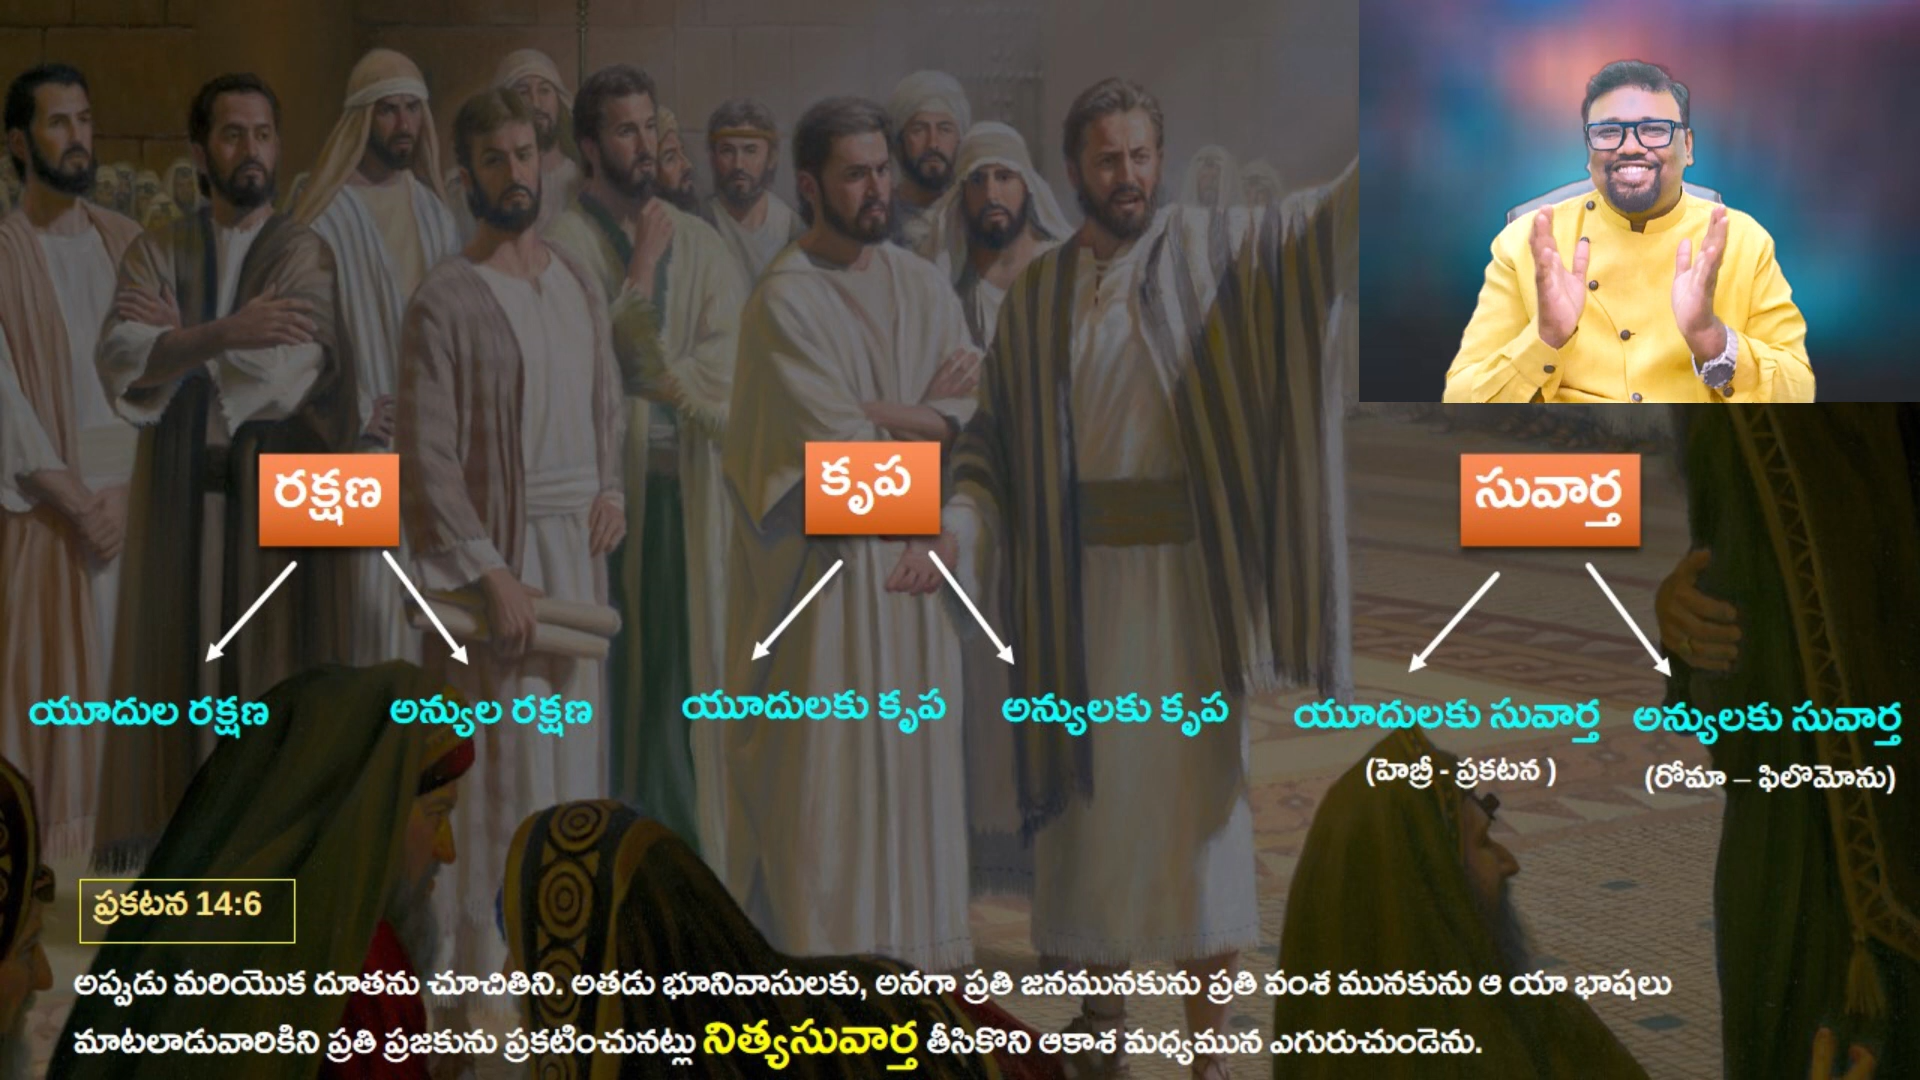 రక్షణ
కృప
సువార్త
యూదుల రక్షణ
అన్యుల రక్షణ
యూదులకు కృప
అన్యులకు కృప
యూదులకు సువార్త
అన్యులకు సువార్త
(హెబ్రీ - ప్రకటన )
(రోమా – ఫిలొమోను)
ప్రకటన 14:6
అప్పడు మరియొక దూతను చూచితిని. అతడు భూనివాసులకు, అనగా ప్రతి జనమునకును ప్రతి వంశ మునకును ఆ యా భాషలు
మాటలాడువారికిని ప్రతి ప్రజకును ప్రకటించునట్లు నిత్యసువార్త తీసికొని ఆకాశ మధ్యమున ఎగురుచుండెను.